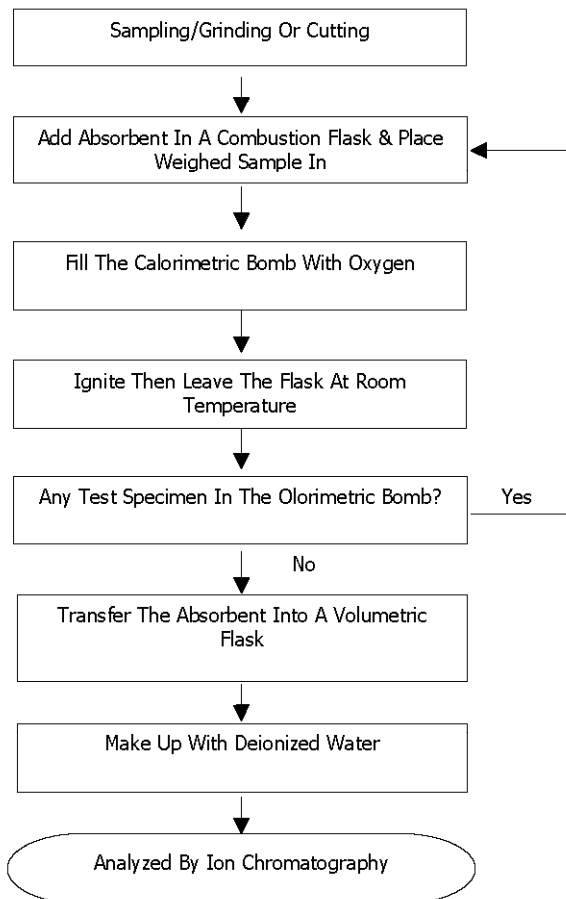 Sampling/Grinding Or Cutting
Add Absorbent In A Combustion Flask & Place
Weighed Sample In
Fill The Calorimetric Bomb With Oxygen
Ignite Then Leave The Flask At Room
Temperature
Any Test Specimen In The Olorimetric Bomb?
Yes
No
Transfer The Absorbent Into A Volumetric
Flask
Make Up With Deionized Water
Analyzed By Ion Chromatography